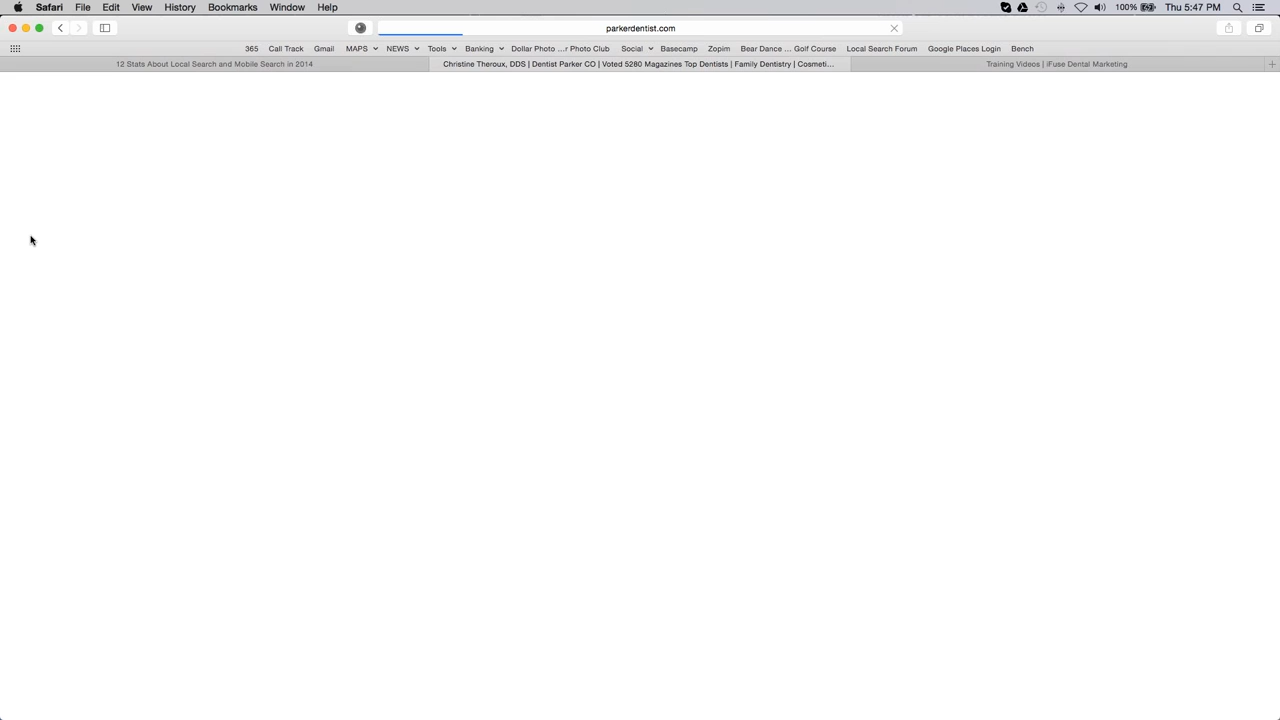 Safari File Edit View History Bookmarks Window Help 100% Thu 5:47 PM
parkerdentist.com
365 Call Track Gmail MAPS NEWS Tools Banking Dollar Photo ...r Photo Club Social Basecamp Zopim Bear Dance ... Golf Course Local Search Forum Google Places Login Bench
12 Stats About Local Search and Mobile Search in 2014 Christine Theroux, DDS | Dentist Parker CO | Voted 5280 Magazines Top Dentists | Family Dentistry | Cosmeti... Training Videos | iFuse Dental Marketing